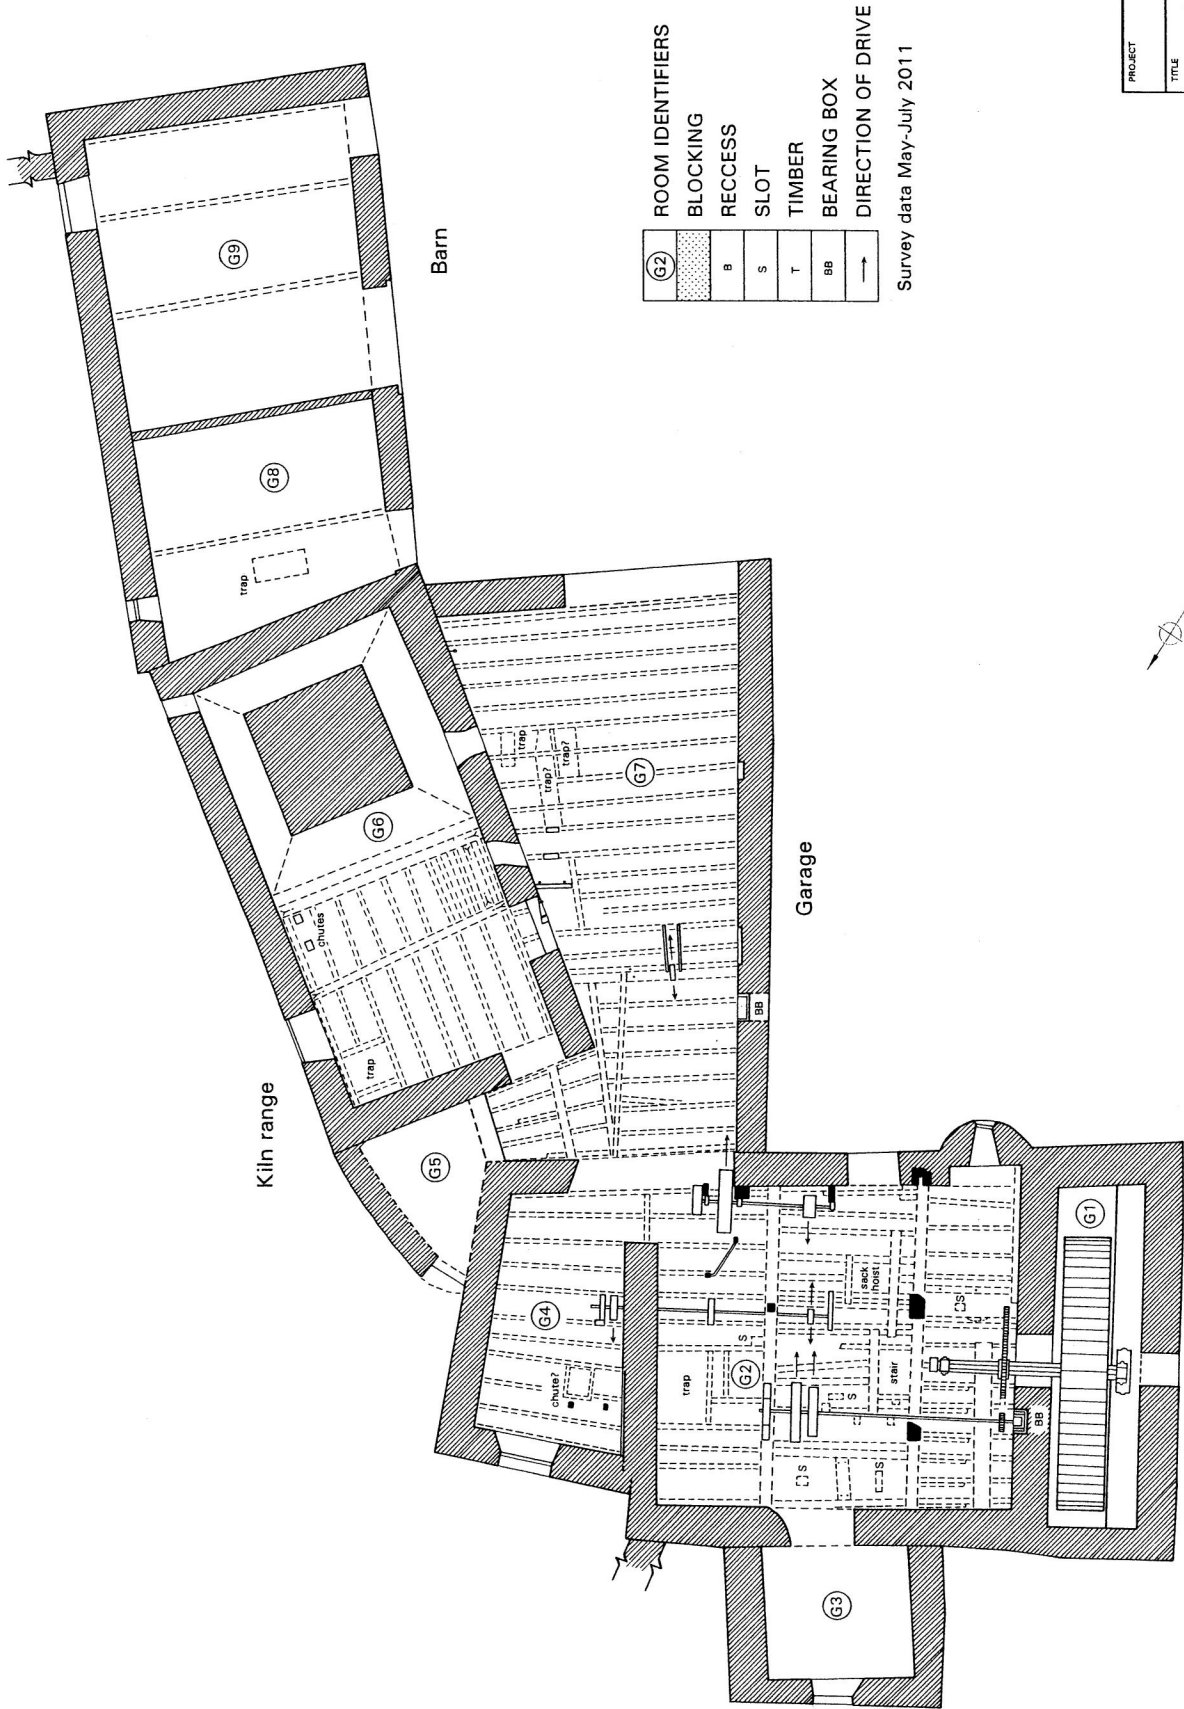 Barn
G9
G8
trap
Kiln range
G6
chutes
trap
G5
G7
trap
trap?
trap?
BB
Garage
G4
chute?
G2
trap
S
S
S
S
S
sack
hoist
stair
BB
G1
G3
G2 ROOM IDENTIFIERS
BLOCKING
B RECCESS
S SLOT
T TIMBER
BB BEARING BOX
→ DIRECTION OF DRIVE
Survey data May-July 2011
PROJECT
TITLE